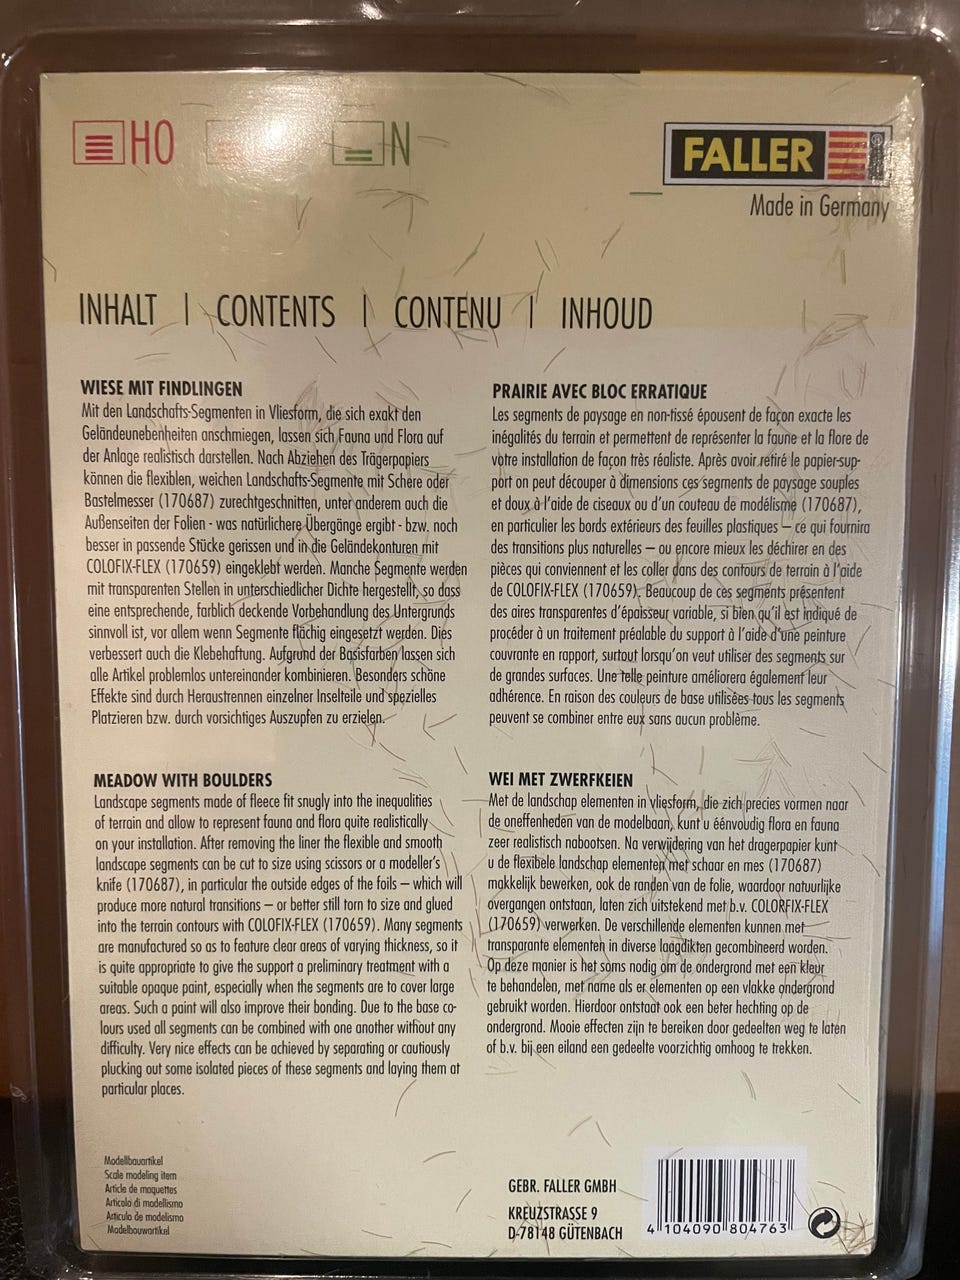 HO
N
FALLER
®
Made in Germany
INHALT | CONTENTS | CONTENU | INHOUD
WIESE MIT FINDLINGEN
Mit den Landschafts-Segmenten in Vliesform, die sich exakt den
Geländeunebenheiten anschmiegen, lassen sich Fauna und Flora auf
der Anlage realistisch darstellen. Nach Abziehen des Trägerpapiers
können die flexiblen, weichen Landschafts-Segmente mit Schere oder
Bastelmesser (170687) zurechtgeschnitten, unter anderem auch die
Außenseiten der Folien - was natürlichere Übergänge ergibt - bzw. noch
besser in passende Stücke gerissen und in die Geländekonturen mit
COLOFIX-FLEX (170659) eingeklebt werden. Manche Segmente werden
mit transparenten Stellen in unterschiedlicher Dichte hergestellt, so dass
eine entsprechende, farblich deckende Vorbehandlung des Untergrunds
sinnvoll ist, vor allem wenn Segmente flächig eingesetzt werden. Dies
verbessert auch die Klebehaftung. Aufgrund der Basisfarben lassen sich
alle Artikel problemlos untereinander kombinieren. Besonders schöne
Effekte sind durch Heraustrennen einzelner Inselteile und spezielles
Platzieren bzw. durch vorsichtiges Auszupfen zu erzielen.
PRAIRIE AVEC BLOC ERRATIQUE
Les segments de paysage en non-tissé épousent de façon exacte les
inégalités du terrain et permettent de représenter la faune et la flore de
votre installation de façon très réaliste. Après avoir retiré le papier-sup-
port on peut découper à dimensions ces segments de paysage souples
et doux à l'aide de ciseaux ou d'un couteau de modélisme (170687),
en particulier les bords extérieurs des feuilles plastiques – ce qui fournira
des transitions plus naturelles – ou encore mieux les déchirer en des
pièces qui conviennent et les coller dans des contours de terrain à l'aide
de COLOFIX-FLEX (170659). Beaucoup de ces segments présentent
des aires transparentes d'épaisseur variable, si bien qu'il est indiqué de
procéder à un traitement préalable du support à l'aide d'une peinture
couvrante en rapport, surtout lorsqu'on veut utiliser des segments sur
de grandes surfaces. Une telle peinture améliorera également leur
adhérence. En raison des couleurs de base utilisées tous les segments
peuvent se combiner entre eux sans aucun problème.
MEADOW WITH BOULDERS
Landscape segments made of fleece fit snugly into the inequalities
of terrain and allow to represent fauna and flora quite realistically
on your installation. After removing the liner the flexible and smooth
landscape segments can be cut to size using scissors or a modeller's
knife (170687), in particular the outside edges of the foils – which will
produce more natural transitions – or better still torn to size and glued
into the terrain contours with COLOFIX-FLEX (170659). Many segments
are manufactured so as to feature clear areas of varying thickness, so it
is quite appropriate to give the support a preliminary treatment with a
suitable opaque paint, especially when the segments are to cover large
areas. Such a paint will also improve their bonding. Due to the base co-
lours used all segments can be combined with one another without any
difficulty. Very nice effects can be achieved by separating or cautiously
plucking out some isolated pieces of these segments and laying them at
particular places.
WEI MET ZWERFKEIEN
Met de landschap elementen in vliesform, die zich precies vormen naar
de oneffenheden van de modelbaan, kunt u éénvoudig flora en fauna
zeer realistisch nabootsen. Na verwijdering van het dragerpapier kunt
u de flexibele landschap elementen met schaar en mes (170687)
makkelijk bewerken, ook de randen van de folie, waardoor natuurlijke
overgangen ontstaan, laten zich uitstekend met b.v. COLORFIX-FLEX
(170659) verwerken. De verschillende elementen kunnen met
transparante elementen in diverse laagdikten gecombineerd worden.
Op deze manier is het soms nodig om de ondergrond met een kleur
te behandelen, met name als er elementen op een vlakke ondergrond
gebruikt worden. Hierdoor ontstaat ook een beter hechting op de
ondergrond. Mooie effecten zijn te bereiken door gedeelten weg te laten
of b.v. bij een eiland een gedeelte voorzichtig omhoog te trekken.
Modellbauartikel
Scale modeling item
Article de maquettes
Articolo di modellismo
Artículo de modelismo
Modelbouwartikel
GEBR. FALLER GMBH
KREUZSTRASSE 9
D-78148 GÜTENBACH
4 104090 804763